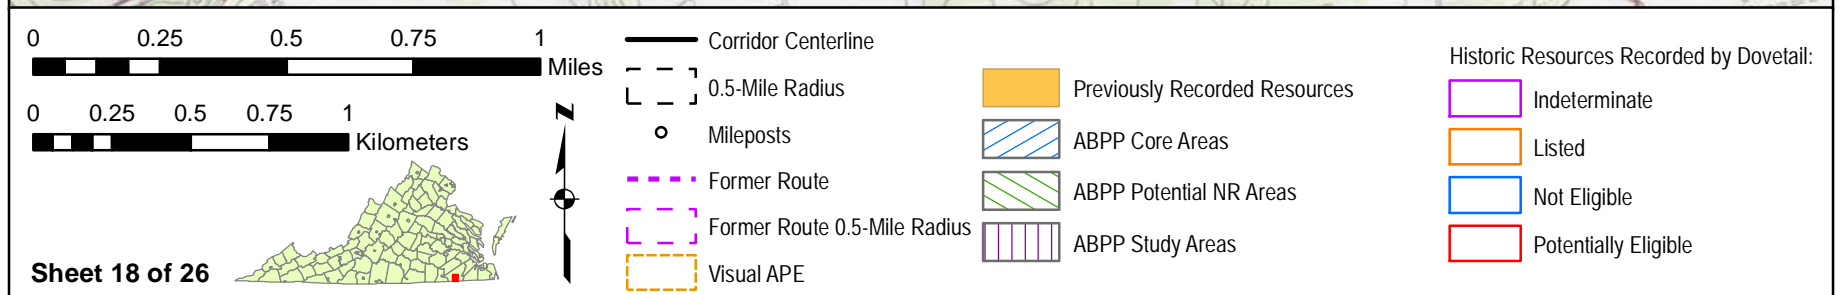 0 0.25 0.5 0.75 1
Miles
0 0.25 0.5 0.75 1
Kilometers
Sheet 18 of 26
N
Corridor Centerline
0.5-Mile Radius
Mileposts
Former Route
Former Route 0.5-Mile Radius
Visual APE
Previously Recorded Resources
ABPP Core Areas
ABPP Potential NR Areas
ABPP Study Areas
Historic Resources Recorded by Dovetail:
Indeterminate
Listed
Not Eligible
Potentially Eligible